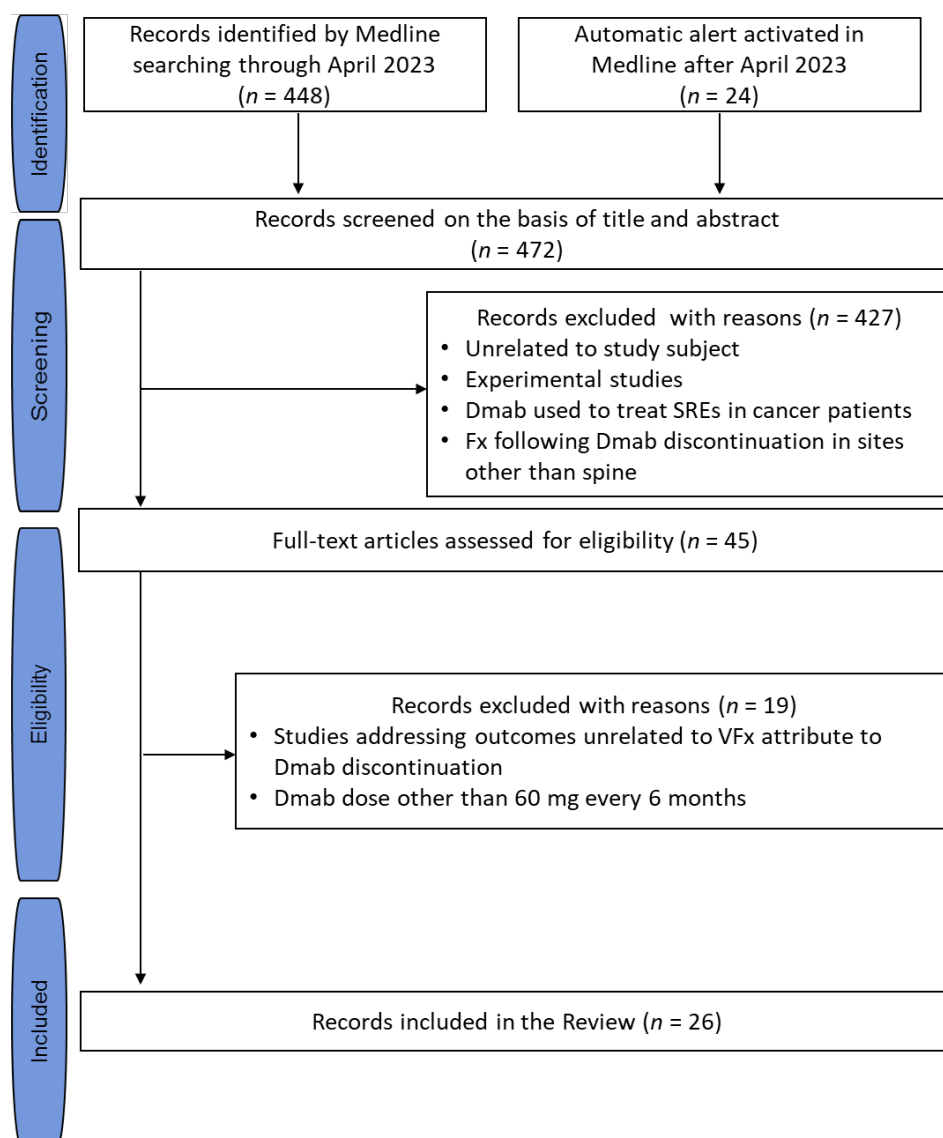 Identification
Records identified by Medline
searching through April 2023
(n = 448)
Automatic alert activated in
Medline after April 2023
(n = 24)
Screening
Records screened on the basis of title and abstract
(n = 472)
Records excluded with reasons (n = 427)
• Unrelated to study subject
• Experimental studies
• Dmab used to treat SREs in cancer patients
• Fx following Dmab discontinuation in sites
other than spine
Eligibility
Full-text articles assessed for eligibility (n = 45)
Records excluded with reasons (n = 19)
• Studies addressing outcomes unrelated to VFx attribute to
Dmab discontinuation
• Dmab dose other than 60 mg every 6 months
Included
Records included in the Review (n = 26)